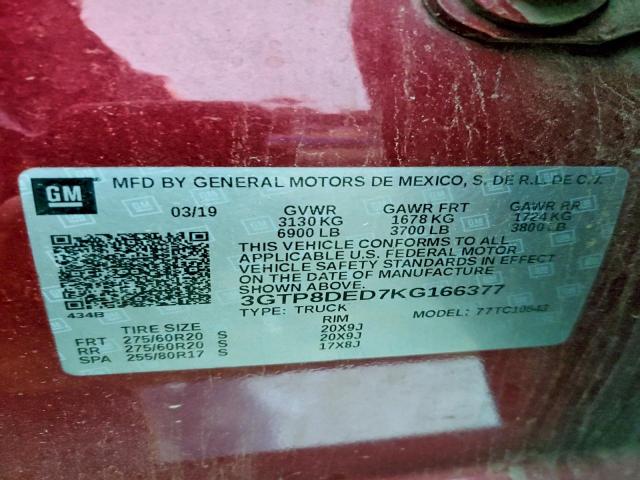 GM MFD BY GENERAL MOTORS DE MEXICO, S. DE R.L. DE C.V.
03/19 GVWR GAWR FRT GAWR RR
3130 KG 1678 KG 1724 KG
6900 LB 3700 LB 3800 LB
THIS VEHICLE CONFORMS TO ALL
APPLICABLE U.S. FEDERAL MOTOR
VEHICLE SAFETY STANDARDS IN EFFECT
ON THE DATE OF MANUFACTURE
SHOWN ABOVE.
434B 3GTP8DED7KG166377
TYPE: TRUCK MODEL: 77TC10543
TIRE SIZE RIM
FRT 275/60R20 S 20X9J
RR 275/60R20 S 20X9J
SPA 255/80R17 S 17X8J